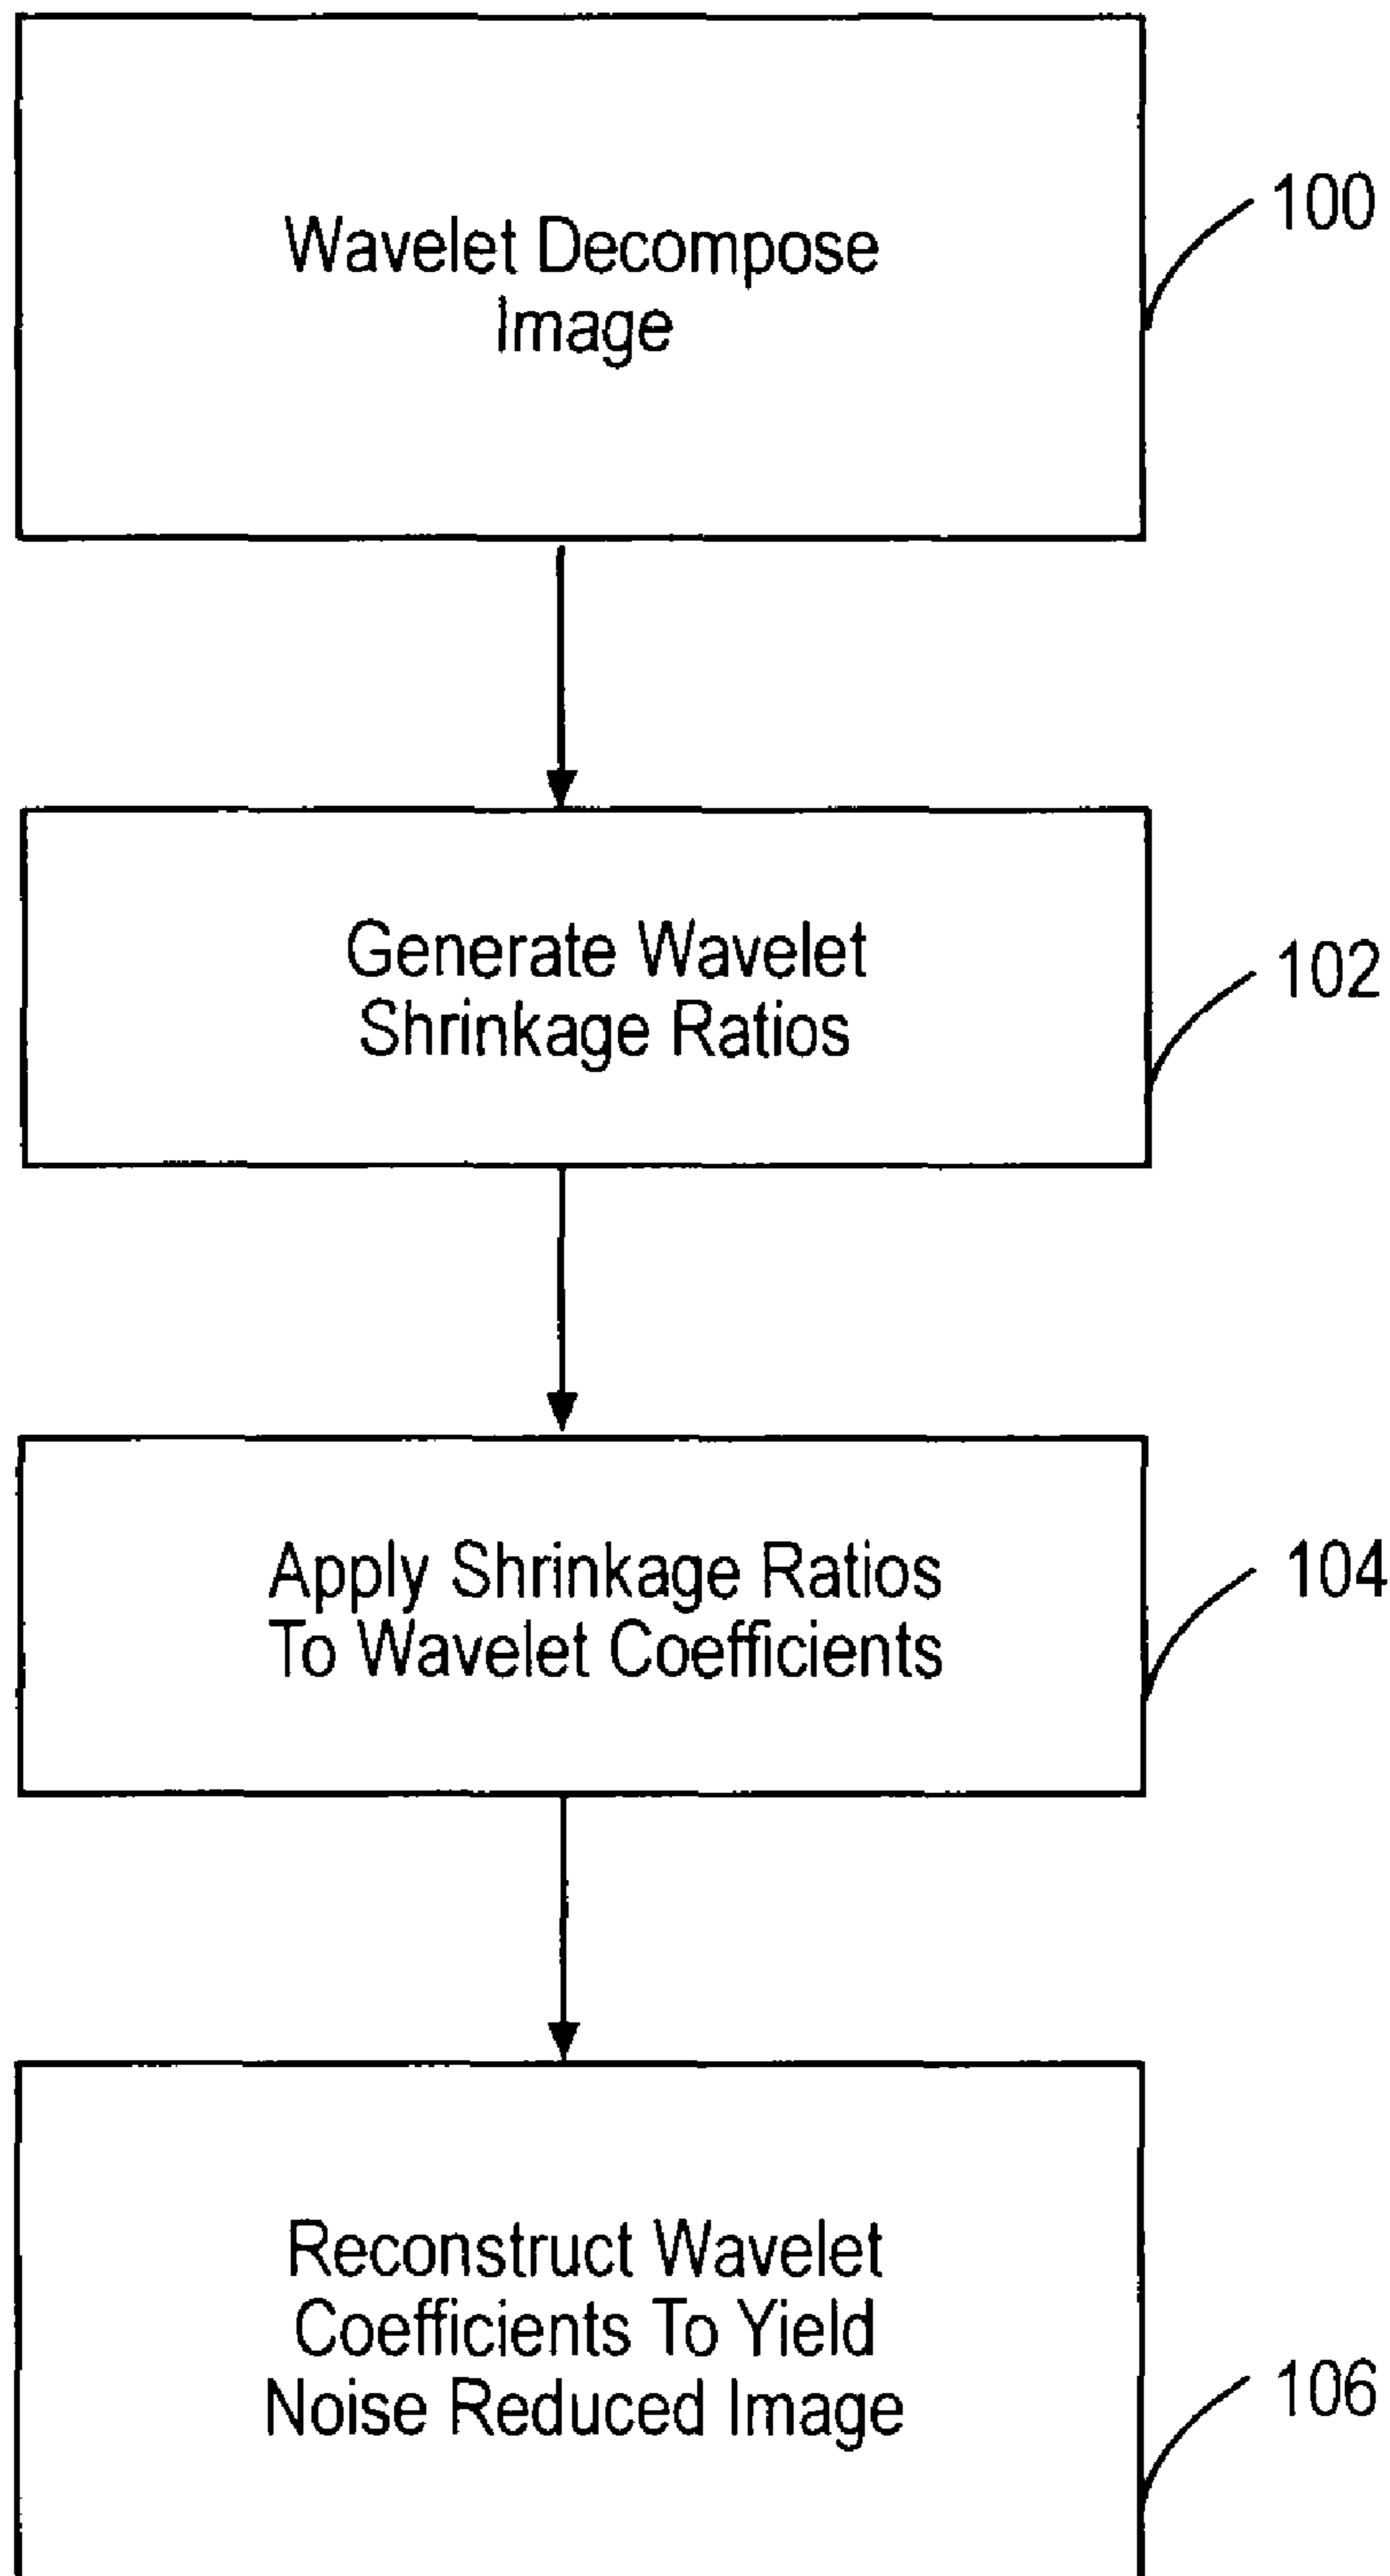 Wavelet Decompose
Image
100
Generate Wavelet
Shrinkage Ratios
102
Apply Shrinkage Ratios
To Wavelet Coefficients
104
Reconstruct Wavelet
Coefficients To Yield
Noise Reduced Image
106